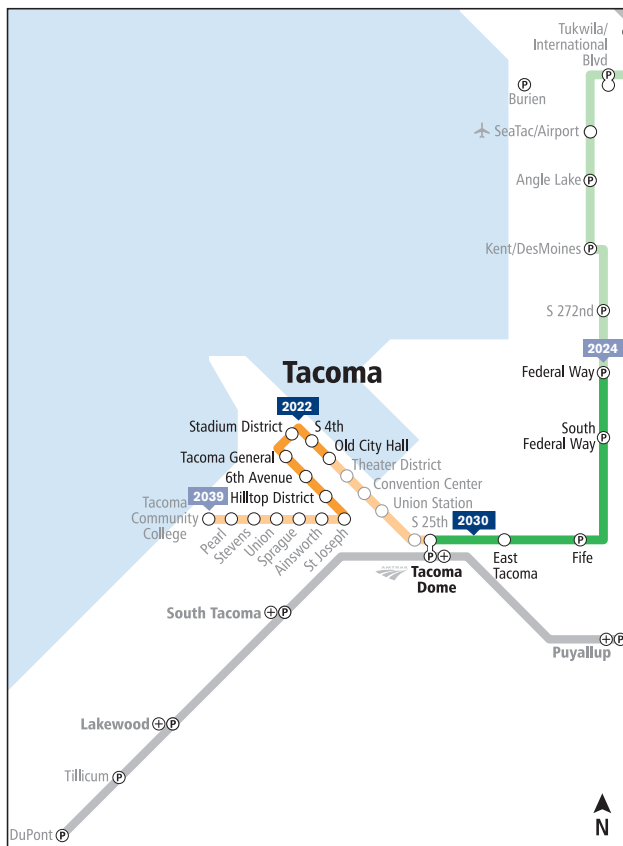 Tukwila/
International
Blvd
P
P
Burien
SeaTac/Airport
Angle Lake P
Kent/DesMoines P
S 272nd P
2024
Tacoma
Federal Way P
2022
Stadium District
S 4th
Old City Hall
South
Federal Way
P
Tacoma General
Theater District
6th Avenue
Convention Center
2039
Hilltop District
Union Station
Tacoma
Community
College
S 25th
2030
Pearl
Stevens
Union
Sprague
Ainsworth
St Joseph
P
AMTRAK
Tacoma
Dome
East
Tacoma
P
Fife
South Tacoma P
Puyallup P
Lakewood P
Tillicum P
DuPont P
N